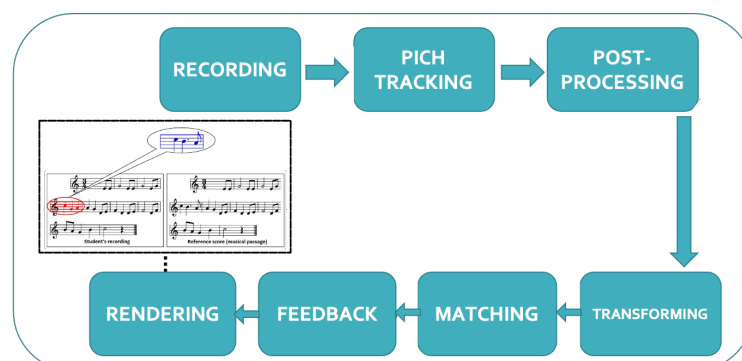 RECORDING
PICH
TRACKING
POST-
PROCESSING
Student's recording
Reference score (musical passage)
RENDERING
FEEDBACK
MATCHING
TRANSFORMING